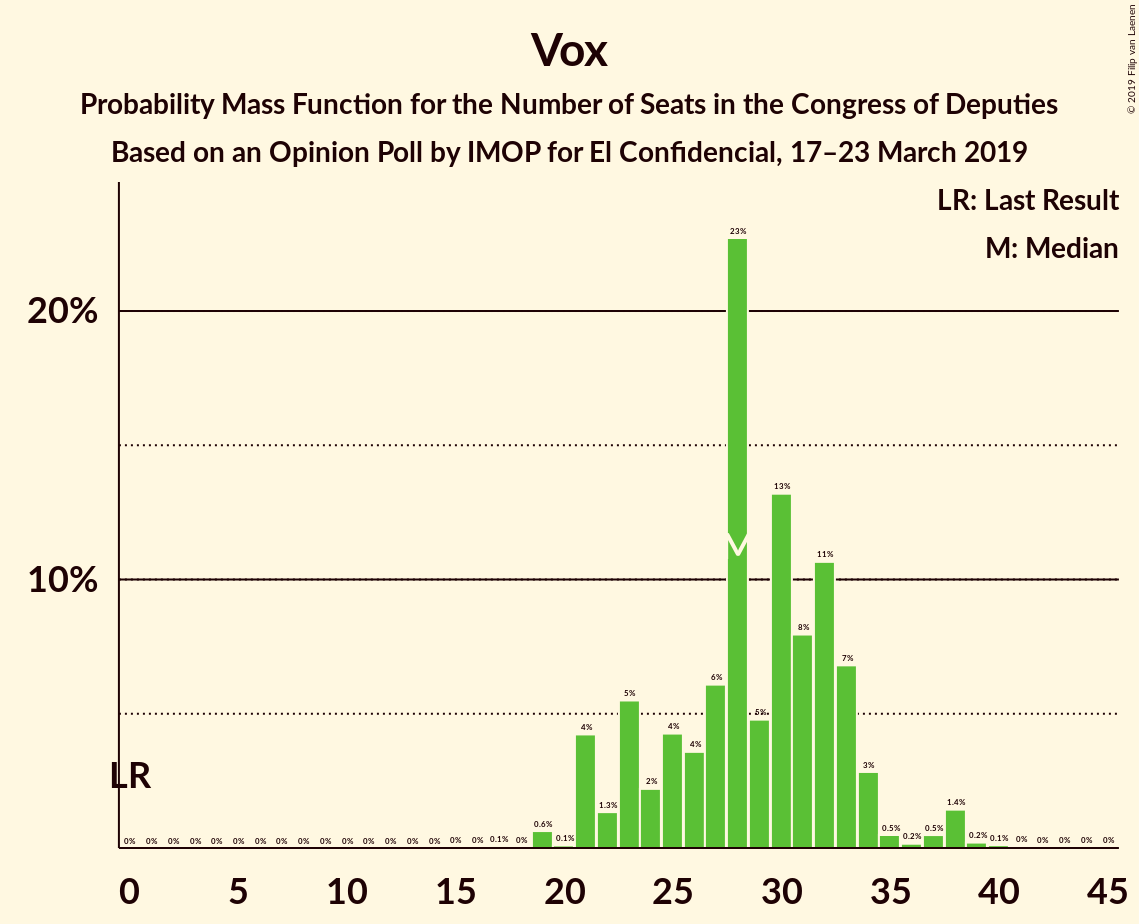 Vox
Probability Mass Function for the Number of Seats in the Congress of Deputies
Based on an Opinion Poll by IMOP for El Confidencial, 17–23 March 2019
© 2019 Filip van Laenen
LR: Last Result
M: Median
20%
10%
LR
M
0% 0% 0% 0% 0% 0% 0% 0% 0% 0% 0% 0% 0% 0% 0% 0% 0% 0.1% 0% 0.6% 0.1% 4% 1.3% 5% 2% 4% 4% 6% 23% 5% 13% 8% 11% 7% 3% 0.5% 0.2% 0.5% 1.4% 0.2% 0.1% 0% 0% 0% 0% 0%
0 5 10 15 20 25 30 35 40 45